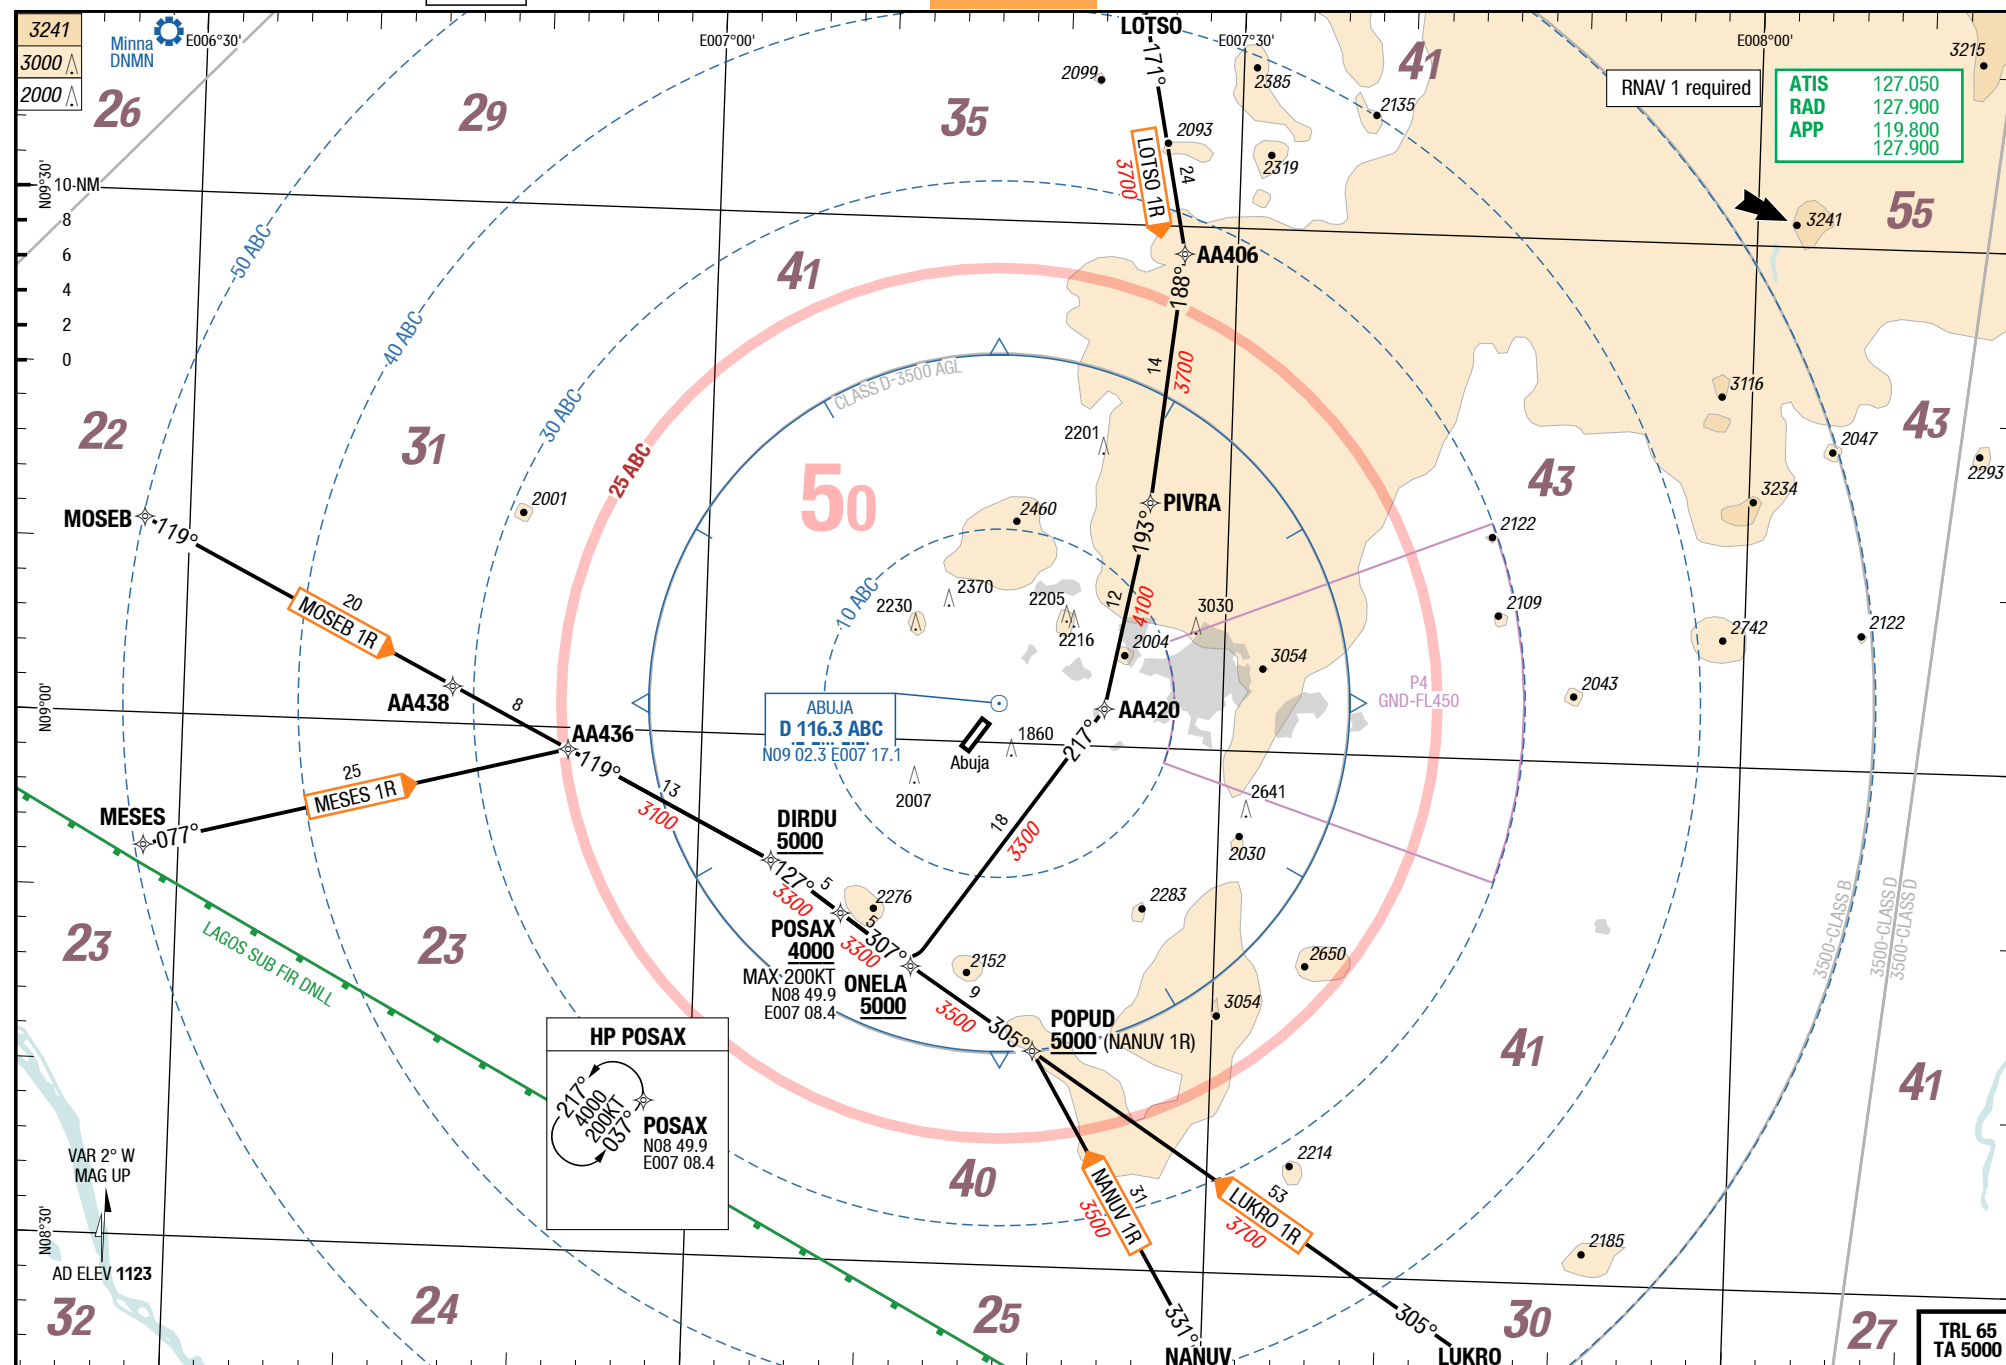 LOTSO
3241
3000
2000
Minna
DNMN
E006°30'
E007°00'
E007°30'
E008°00'
171°
2099
2385
2135
3215
41
RNAV 1 required
ATIS 127.050
RAD 127.900
APP 119.800
127.900
26
29
35
2093
24
LOTSO 1R
3700
2319
3241
55
N09°30'
10-NM
8
6
4
2
0
50 ABC
40 ABC
30 ABC
25 ABC
10 ABC
41
AA406
188°
14
3700
CLASS D-3500 AGL
3116
22
31
50
43
43
2047
2293
2201
2001
2460
PIVRA
193°
3234
2122
MOSEB
119°
20
MOSEB 1R
2370
2230
2205
2216
12
4100
3030
2004
3054
2109
2742
2122
2043
P4
GND-FL450
AA438
8
N09°00'
AA436
119°
ABUJA
D 116.3 ABC
N09 02.3 E007 17.1
Abuja
1860
2007
AA420
217°
25
MESES 1R
MESES
077°
13
3100
DIRDU
5000
127°
5
3300
18
3300
2641
2030
2276
POSAX
4000
MAX 200KT
N08 49.9
E007 08.4
5
307°
3300
ONELA
5000
2152
9
3500
305°
2283
2650
3054
POPUD
5000 (NANUV 1R)
23
23
LAGOS SUB FIR DNLL
3500-CLASS B
3500-CLASS D
3500-CLASS D
41
41
HP POSAX
217°
4000
200KT
037°
POSAX
N08 49.9
E007 08.4
40
2214
NANUV 1R
31
3500
LUKRO 1R
53
3700
2185
VAR 2° W
MAG UP
N08°30'
AD ELEV 1123
32
24
25
30
27
331°
NANUV
305°
LUKRO
TRL 65
TA 5000